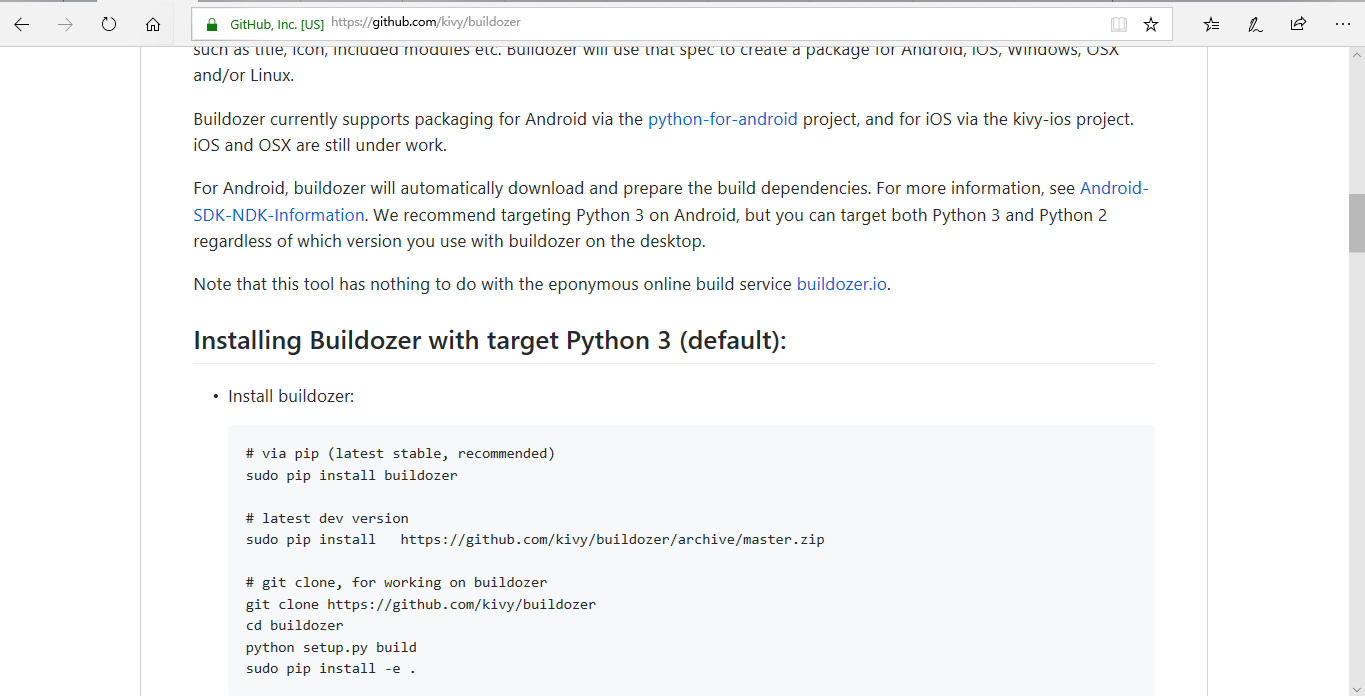 GitHub, Inc. [US] https://github.com/kivy/buildozer
such as title, icon, included modules etc. Buildozer will use that spec to create a package for Android, iOS, Windows, OSX
and/or Linux.
Buildozer currently supports packaging for Android via the python-for-android project, and for iOS via the kivy-ios project.
iOS and OSX are still under work.
For Android, buildozer will automatically download and prepare the build dependencies. For more information, see Android-
SDK-NDK-Information. We recommend targeting Python 3 on Android, but you can target both Python 3 and Python 2
regardless of which version you use with buildozer on the desktop.
Note that this tool has nothing to do with the eponymous online build service buildozer.io.
Installing Buildozer with target Python 3 (default):
• Install buildozer:
# via pip (latest stable, recommended)
sudo pip install buildozer
# latest dev version
sudo pip install   https://github.com/kivy/buildozer/archive/master.zip
# git clone, for working on buildozer
git clone https://github.com/kivy/buildozer
cd buildozer
python setup.py build
sudo pip install -e .